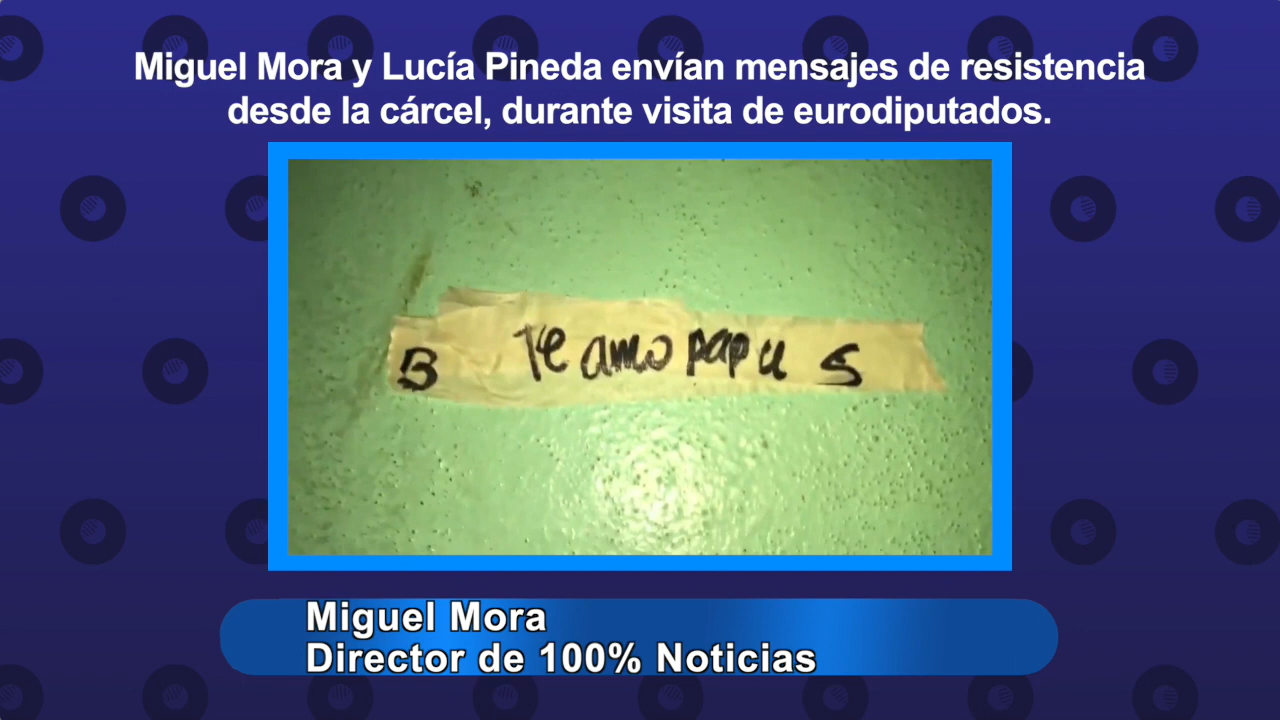 Miguel Mora y Lucía Pineda envían mensajes de resistencia
desde la cárcel, durante visita de eurodiputados.
B Te amo papu S
Miguel Mora
Director de 100% Noticias